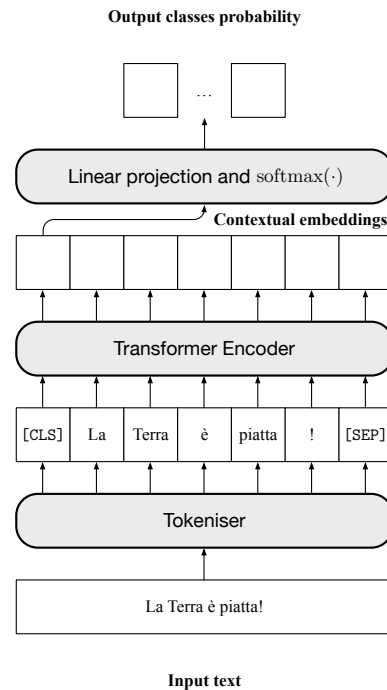 Output classes probability
...
Linear projection and softmax(·)
Contextual embeddings
Transformer Encoder
[CLS] La Terra è piatta ! [SEP]
Tokeniser
La Terra è piatta!
Input text